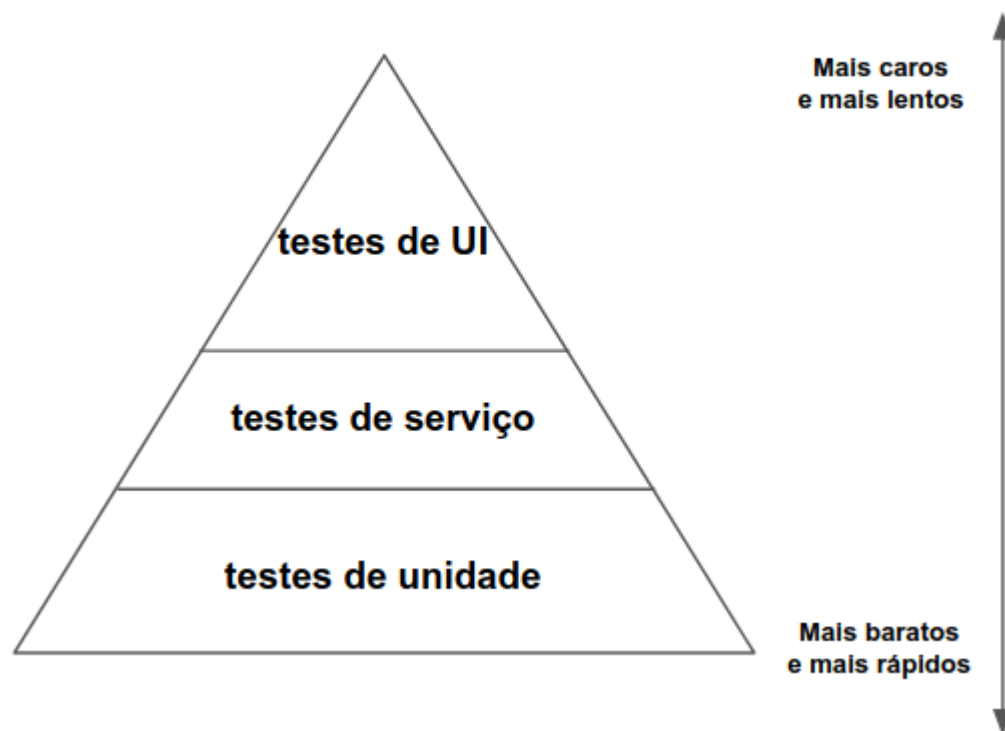 Mais caros
e mais lentos
testes de UI
testes de serviço
testes de unidade
Mais baratos
e mais rápidos